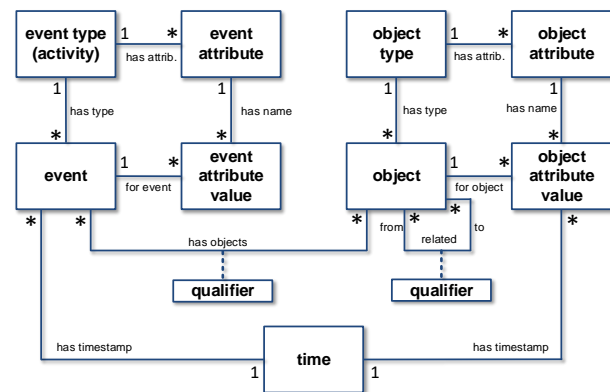 event type
(activity)
1
*
has attrib.
event
attribute
object
type
1
*
has attrib.
object
attribute
1
has type
*
1
has name
*
1
has type
*
1
has name
*
event
1
*
for event
event
attribute
value
object
1
*
for object
object
attribute
value
*
*
has objects
*
from
*
*
to
related
*
qualifier
qualifier
has timestamp
1
time
1
has timestamp